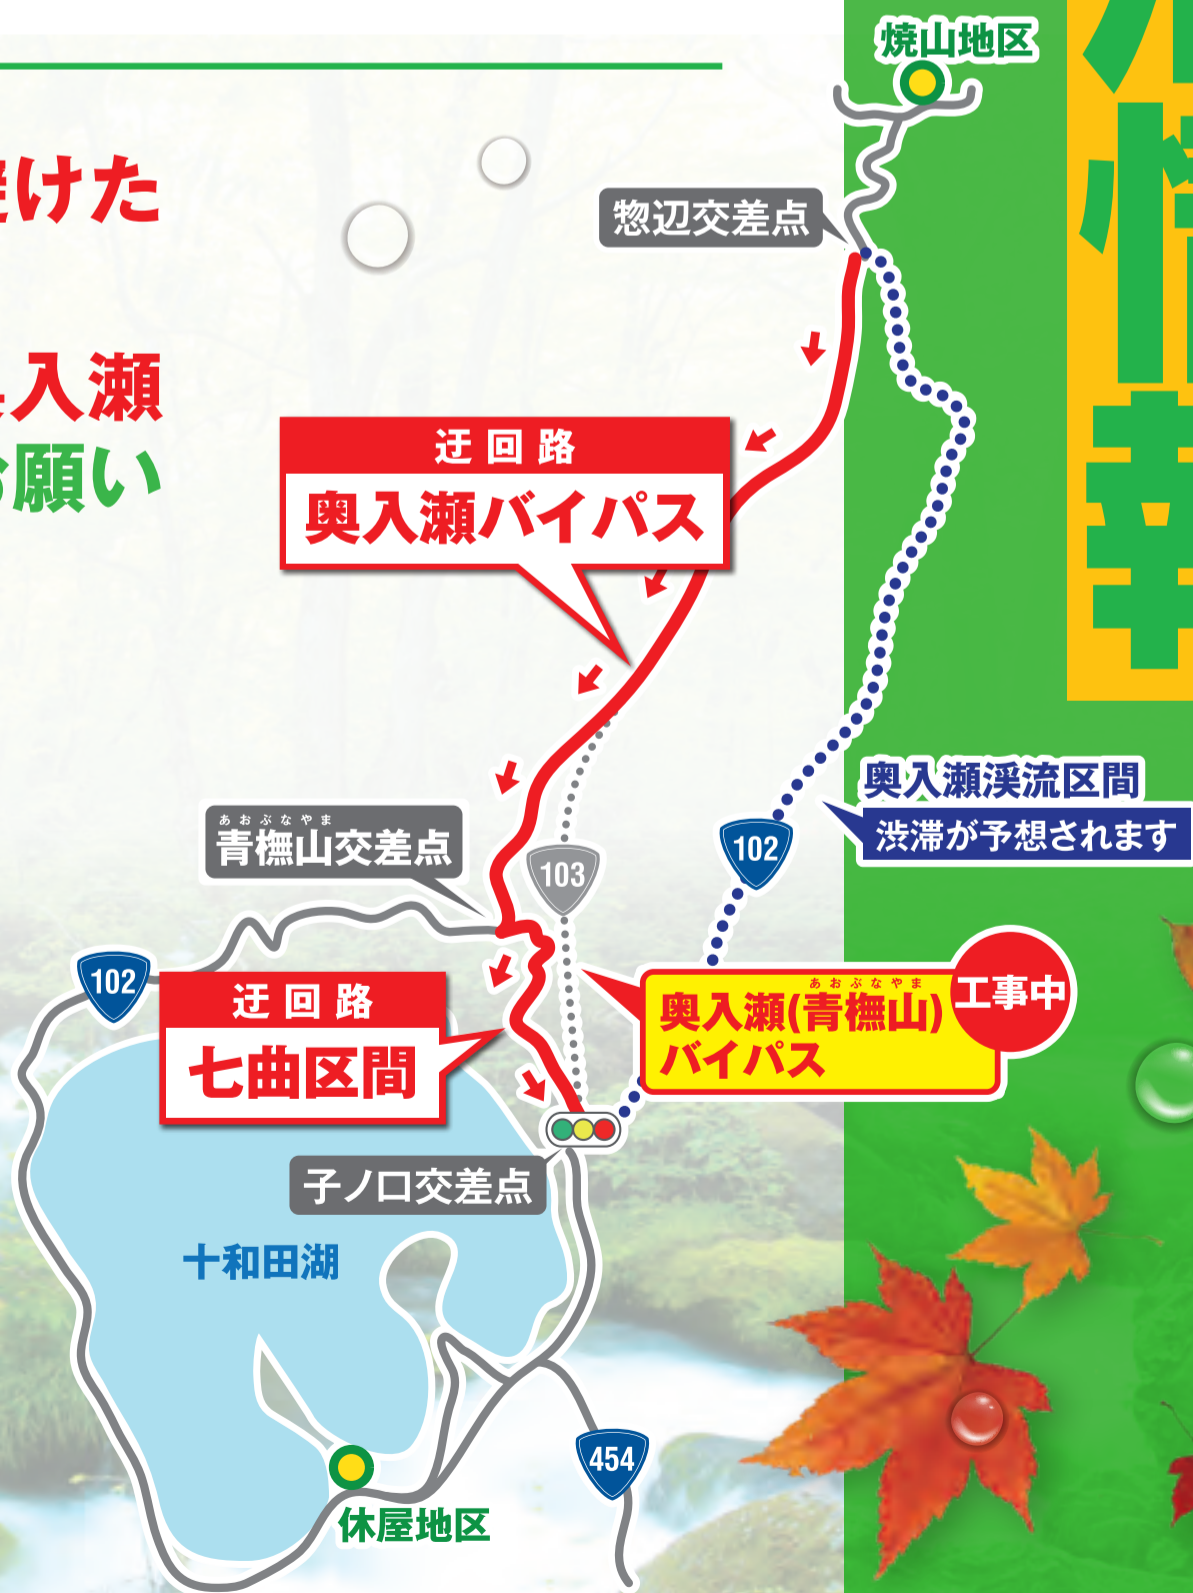 焼山地区
けた
惣辺交差点
入瀬
願い
迂回路
奥入瀬バイパス
奥入瀬渓流区間
渋滞が予想されます
あおぶなやま
青橅山交差点
103
102
102
迂回路
七曲区間
あおぶなやま
奥入瀬(青橅山)
バイパス
工事中
子ノ口交差点
十和田湖
454
休屋地区